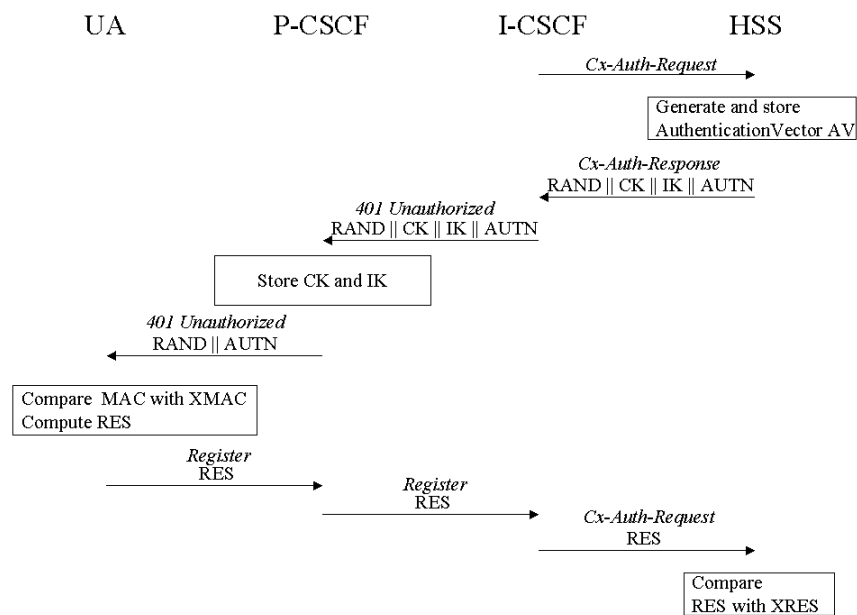 UA P-CSCF I-CSCF HSS
Cx-Auth-Request
Generate and store
AuthenticationVector AV
Cx-Auth-Response
RAND || CK || IK || AUTN
401 Unauthorized
RAND || CK || IK || AUTN
Store CK and IK
401 Unauthorized
RAND || AUTN
Compare MAC with XMAC
Compute RES
Register
RES
Register
RES
Cx-Auth-Request
RES
Compare
RES with XRES